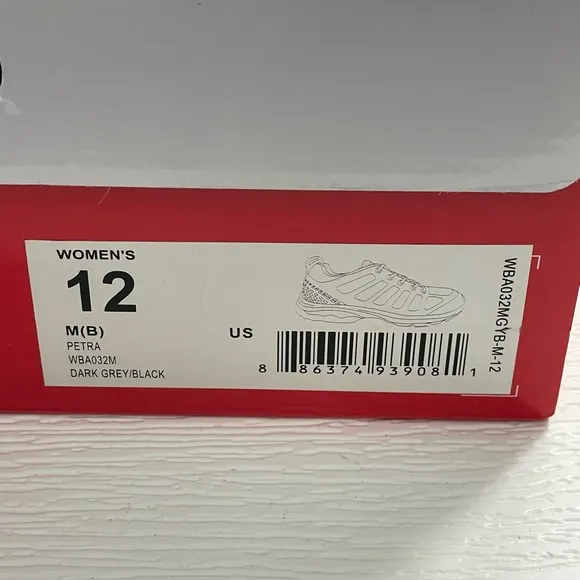 WOMEN'S
12
M(B)
US
PETRA
WBA032M
DARK GREY/BLACK
8 86374 93908 1
WBA032MGYB-M-12